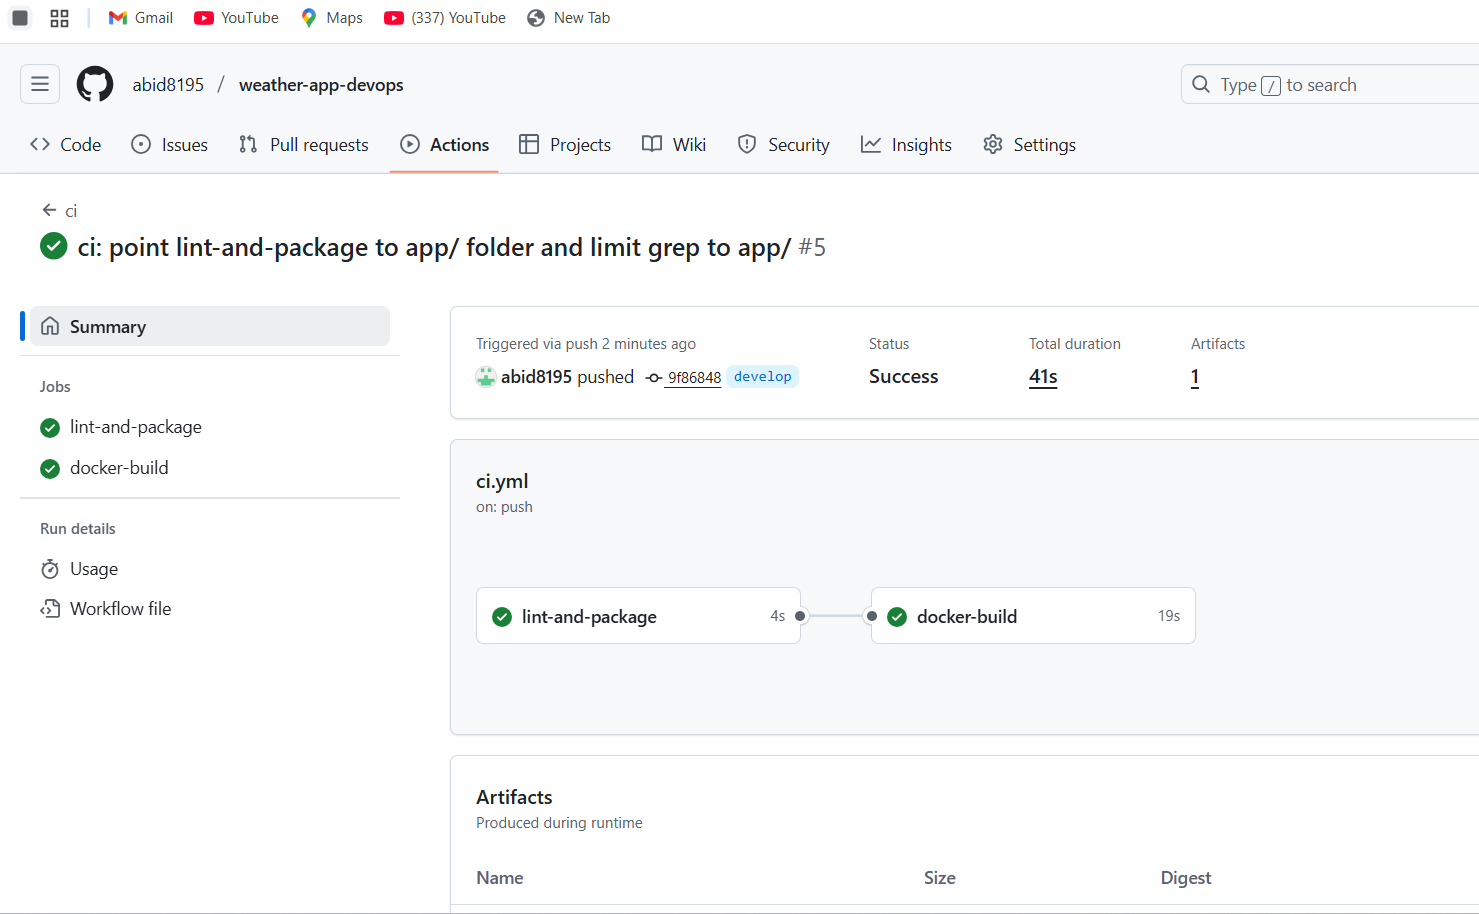 Gmail YouTube Maps (337) YouTube New Tab
abid8195 / weather-app-devops Type / to search
Code Issues Pull requests Actions Projects Wiki Security Insights Settings
ci
ci: point lint-and-package to app/ folder and limit grep to app/ #5
Summary
Jobs
lint-and-package
docker-build
Run details
Usage
Workflow file
Triggered via push 2 minutes ago
abid8195 pushed 9f86848 develop
Status
Success
Total duration
41s
Artifacts
1
ci.yml
on: push
lint-and-package 4s
docker-build 19s
Artifacts
Produced during runtime
Name Size Digest